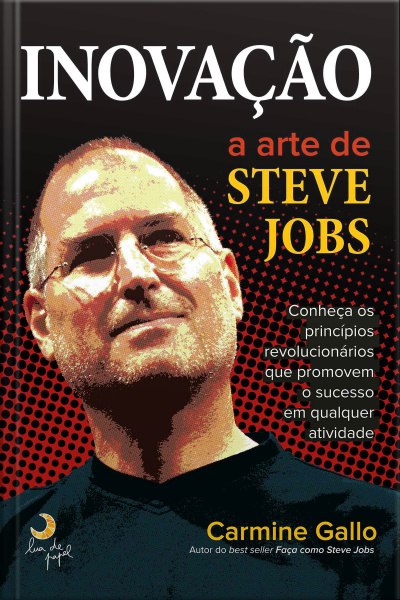 INOVAÇÃO
a arte de
STEVE
JOBS
Conheça os
princípios
revolucionários
que promovem
o sucesso
em qualquer
atividade
Carmine Gallo
Autor do best seller Faça como Steve Jobs
lua de
papel